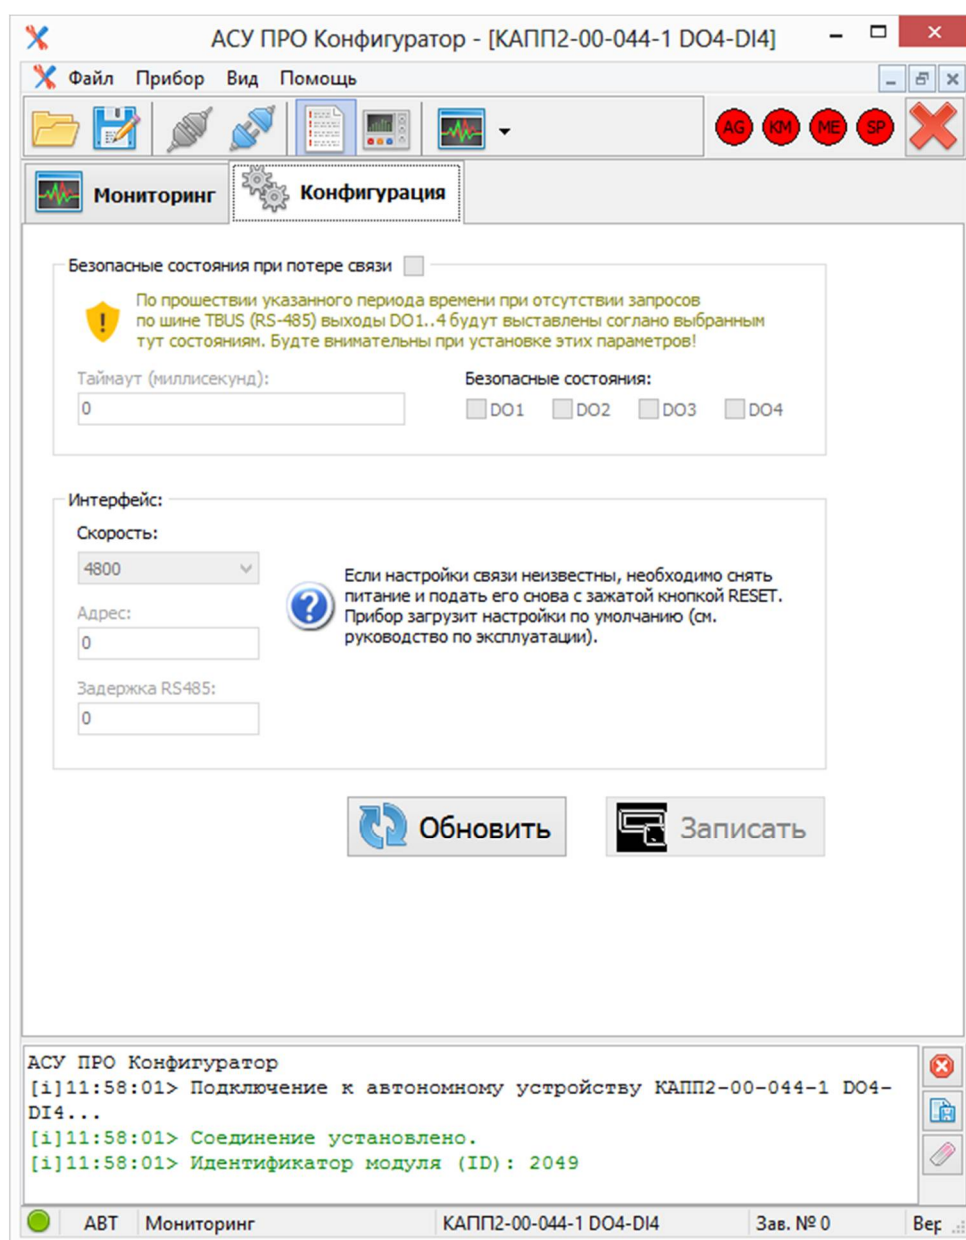 АСУ ПРО Конфигуратор - [КАПП2-00-044-1 DO4-DI4]
Файл Прибор Вид Помощь
AG KM ME SP
Мониторинг Конфигурация
Безопасные состояния при потере связи
По прошествии указанного периода времени при отсутствии запросов
по шине TBUS (RS-485) выходы DO1..4 будут выставлены соглано выбранным
тут состояниям. Будте внимательны при установке этих параметров!
Таймаут (миллисекунд): Безопасные состояния:
0 DO1 DO2 DO3 DO4
Интерфейс:
Скорость:
4800
Если настройки связи неизвестны, необходимо снять
питание и подать его снова с зажатой кнопкой RESET.
Прибор загрузит настройки по умолчанию (см.
руководство по эксплуатации).
Адрес:
0
Задержка RS485:
0
Обновить Записать
АСУ ПРО Конфигуратор
[i]11:58:01> Подключение к автономному устройству КАПП2-00-044-1 DO4-
DI4...
[i]11:58:01> Соединение установлено.
[i]11:58:01> Идентификатор модуля (ID): 2049
АВТ Мониторинг КАПП2-00-044-1 DO4-DI4 Зав. № 0 Вер